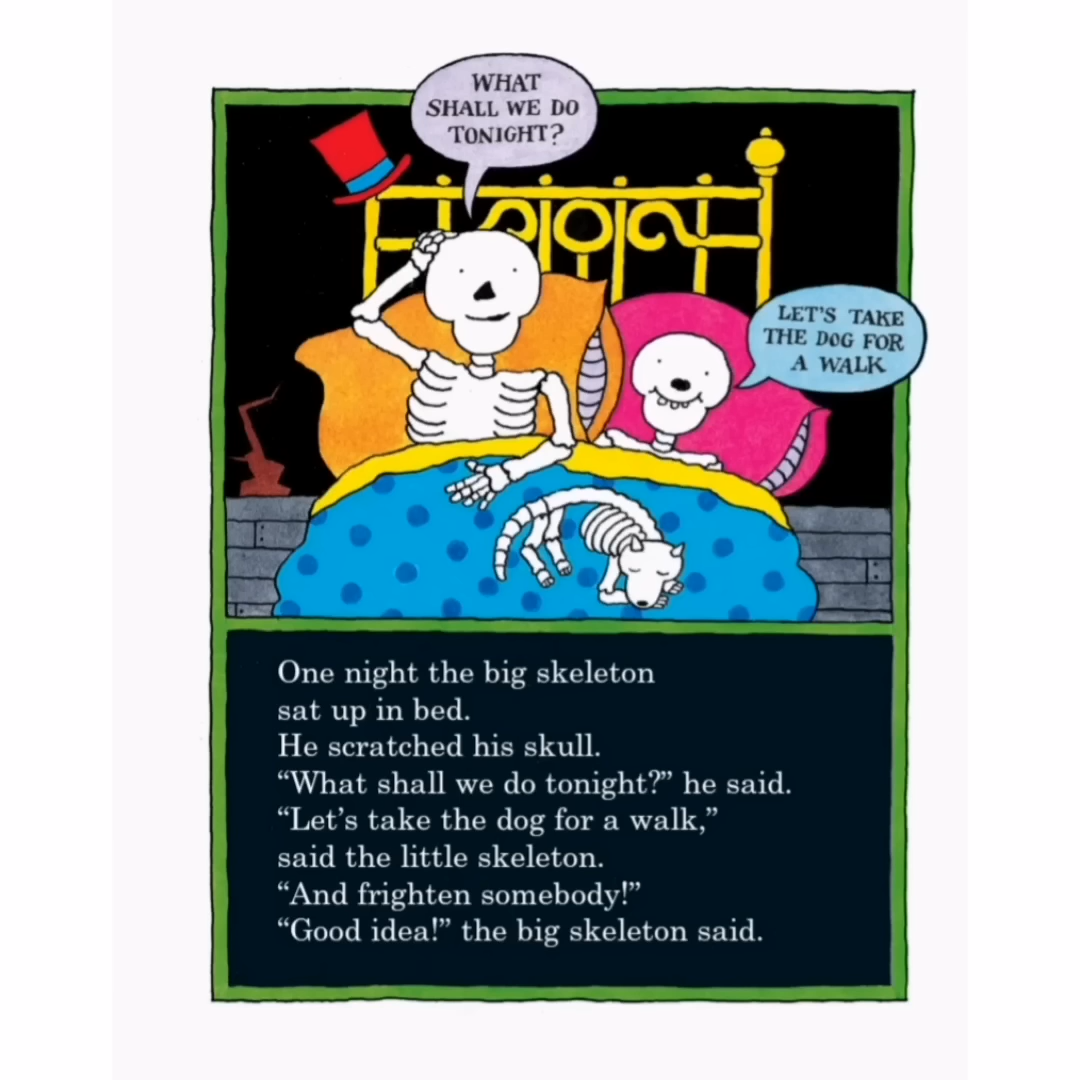 WHAT
SHALL WE DO
TONIGHT?
LET'S TAKE
THE DOG FOR
A WALK
One night the big skeleton
sat up in bed.
He scratched his skull.
“What shall we do tonight?” he said.
“Let’s take the dog for a walk,”
said the little skeleton.
“And frighten somebody!”
“Good idea!” the big skeleton said.